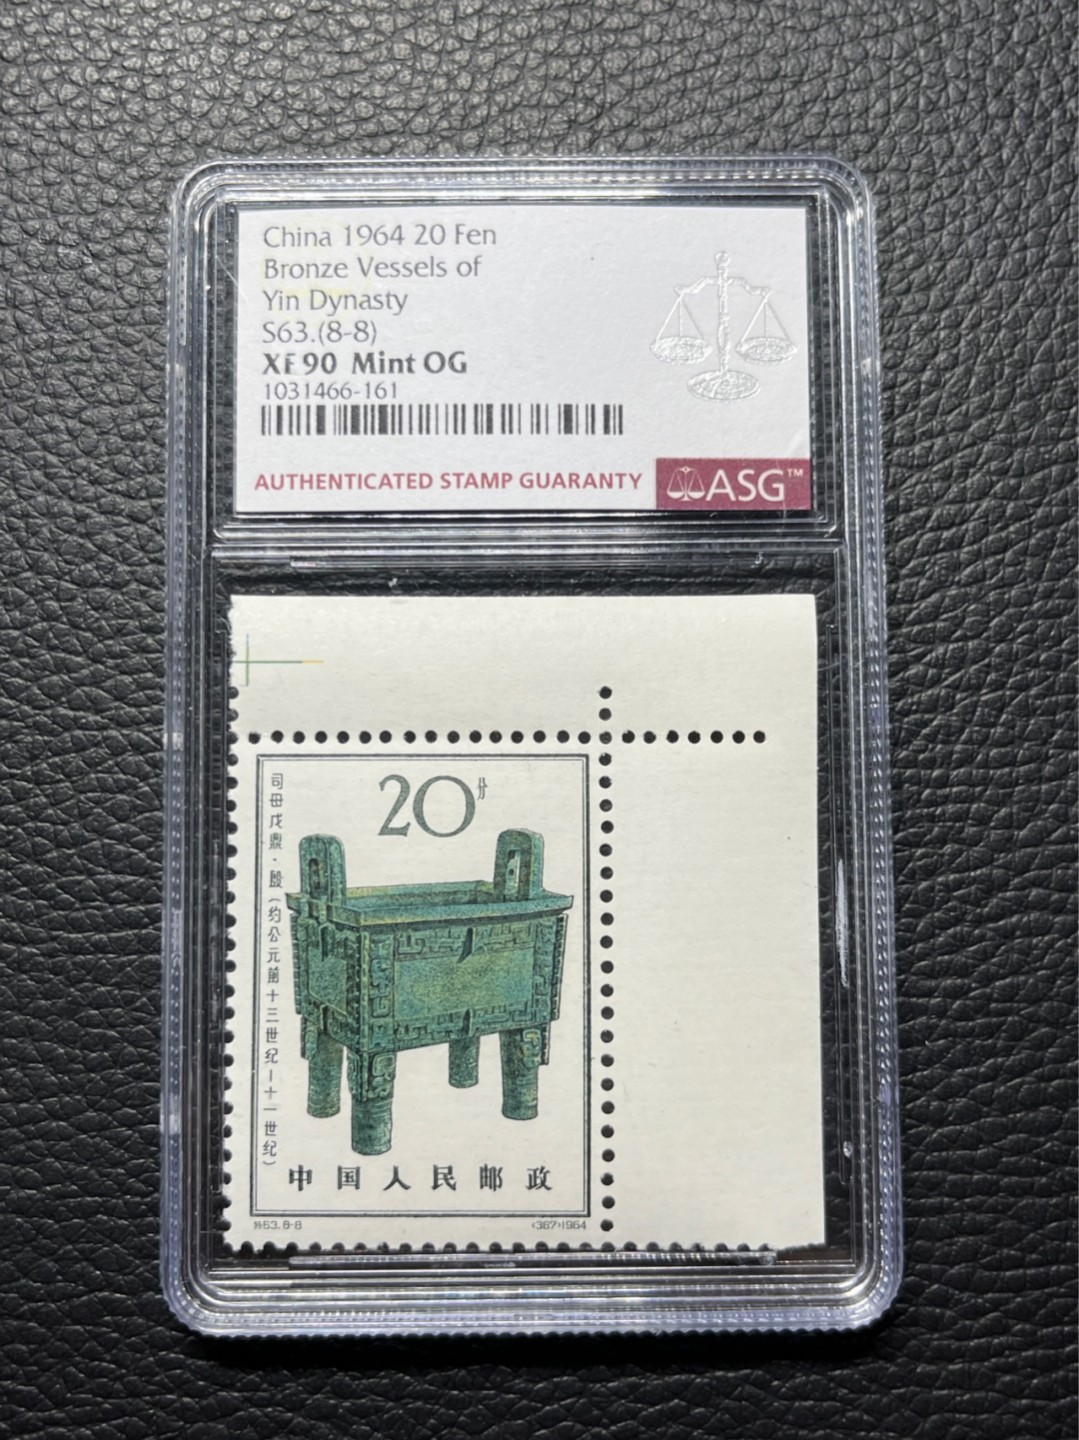 China 1964 20 Fen
Bronze Vessels of
Yin Dynasty
S63.(8-8)
XF 90 Mint OG
1031466-161
AUTHENTICATED STAMP GUARANTY
ASG™
20分
司母戊鼎·殷(约公元前十三世纪—十一世纪)
中国人民邮政
特63.8-8
(367)1964